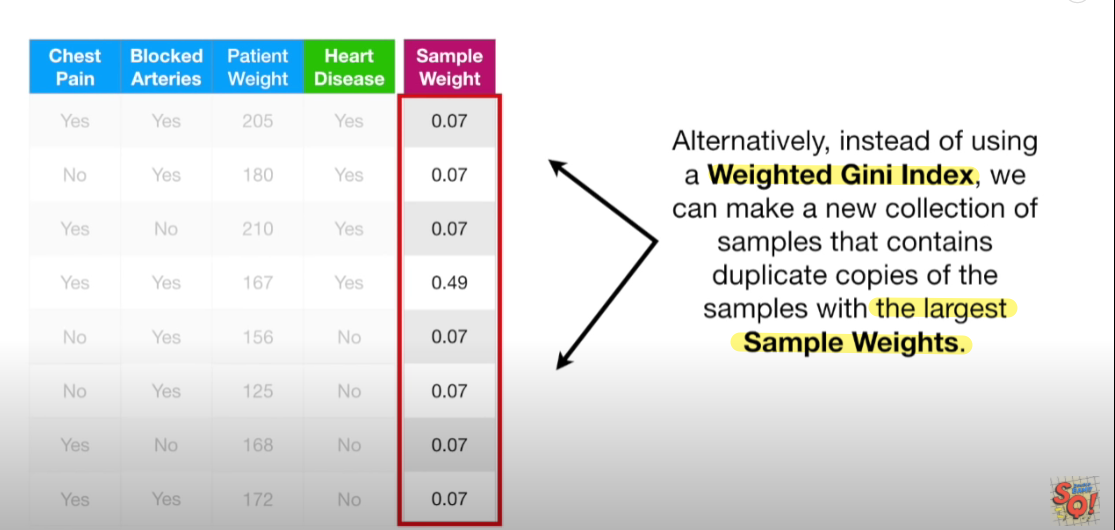 Chest Pain Blocked Arteries Patient Weight Heart Disease Sample Weight
Yes Yes 205 Yes 0.07
No Yes 180 Yes 0.07
Yes No 210 Yes 0.07
Yes Yes 167 Yes 0.49
No Yes 156 No 0.07
No Yes 125 No 0.07
Yes No 168 No 0.07
Yes Yes 172 No 0.07
Alternatively, instead of using
a Weighted Gini Index, we
can make a new collection of
samples that contains
duplicate copies of the
samples with the largest
Sample Weights.
SQ!